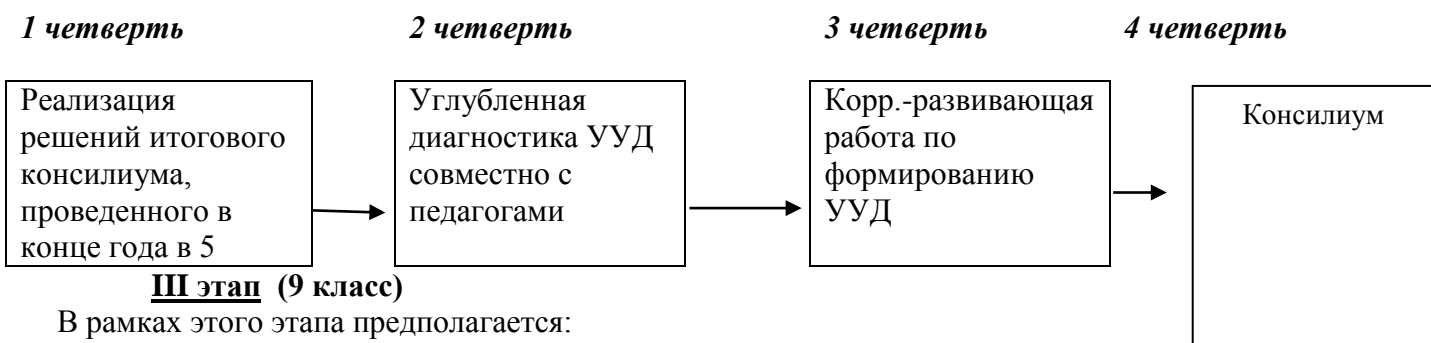 1 четверть 2 четверть 3 четверть 4 четверть
Реализация
решений итогового
консилиума,
проведенного в
конце года в 5
Углубленная
диагностика УУД
совместно с
педагогами
Корр.-развивающая
работа по
формированию
УУД
Консилиум
III этап (9 класс)
В рамках этого этапа предполагается: